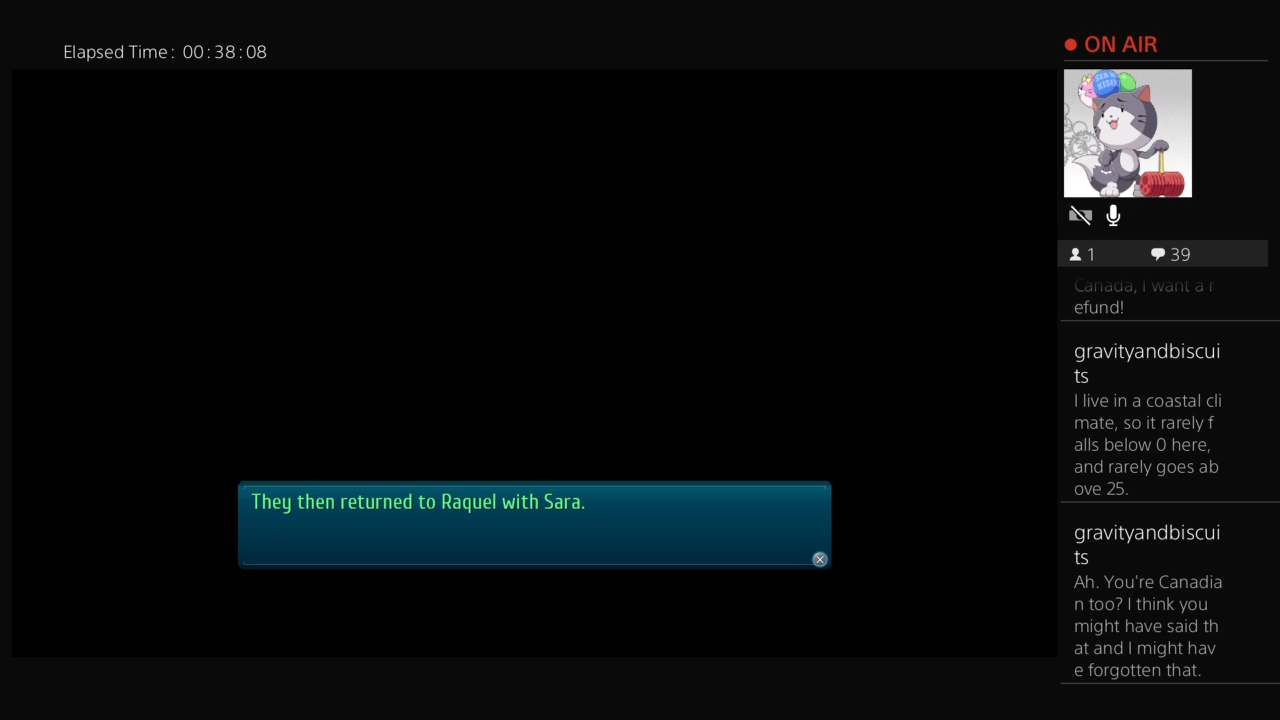 Elapsed Time: 00:38:08
ON AIR
1
39
Canada, I want a r
efund!
gravityandbiscui
ts
I live in a coastal cli
mate, so it rarely f
alls below 0 here,
and rarely goes ab
ove 25.
gravityandbiscui
ts
Ah. You're Canadia
n too? I think you
might have said th
at and I might hav
e forgotten that.
They then returned to Raquel with Sara.